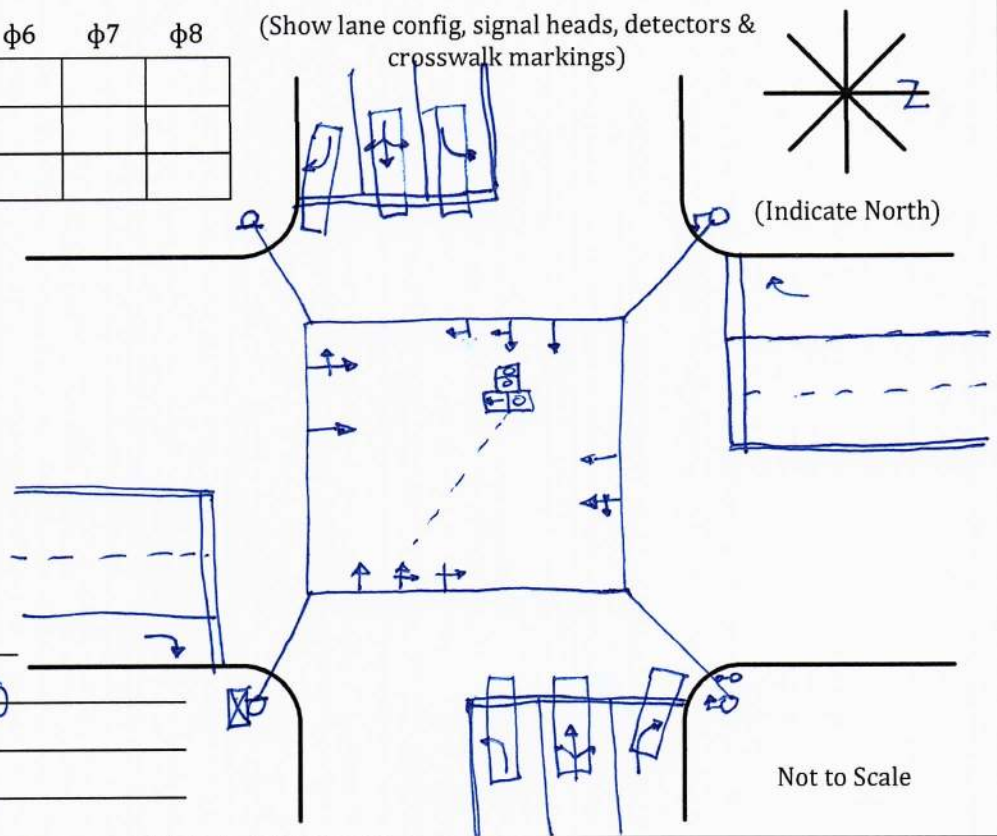 ϕ6 ϕ7 ϕ8
(Show lane config, signal heads, detectors &
crosswalk markings)
(Indicate North)
Not to Scale